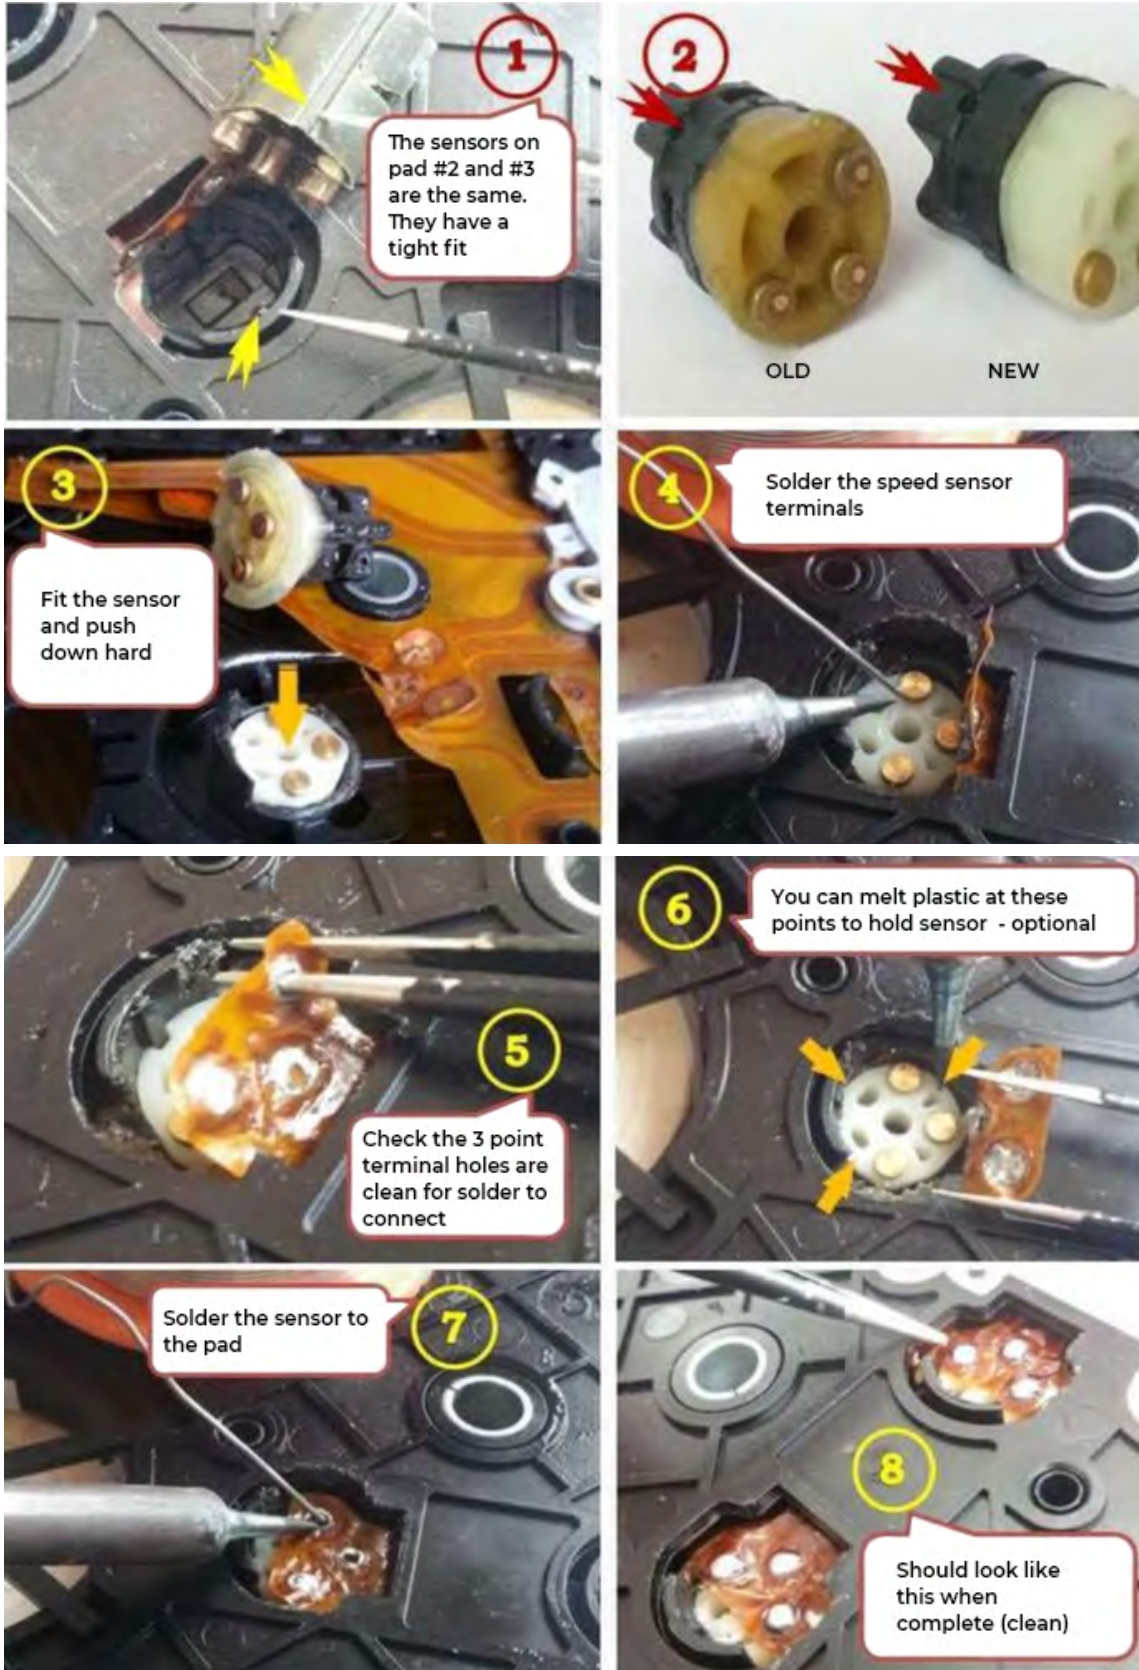 1
The sensors on
pad #2 and #3
are the same.
They have a
tight fit
2
OLD
NEW
3
Fit the sensor
and push
down hard
4
Solder the speed sensor
terminals
5
Check the 3 point
terminal holes are
clean for solder to
connect
6
You can melt plastic at these
points to hold sensor - optional
7
Solder the sensor to
the pad
8
Should look like
this when
complete (clean)